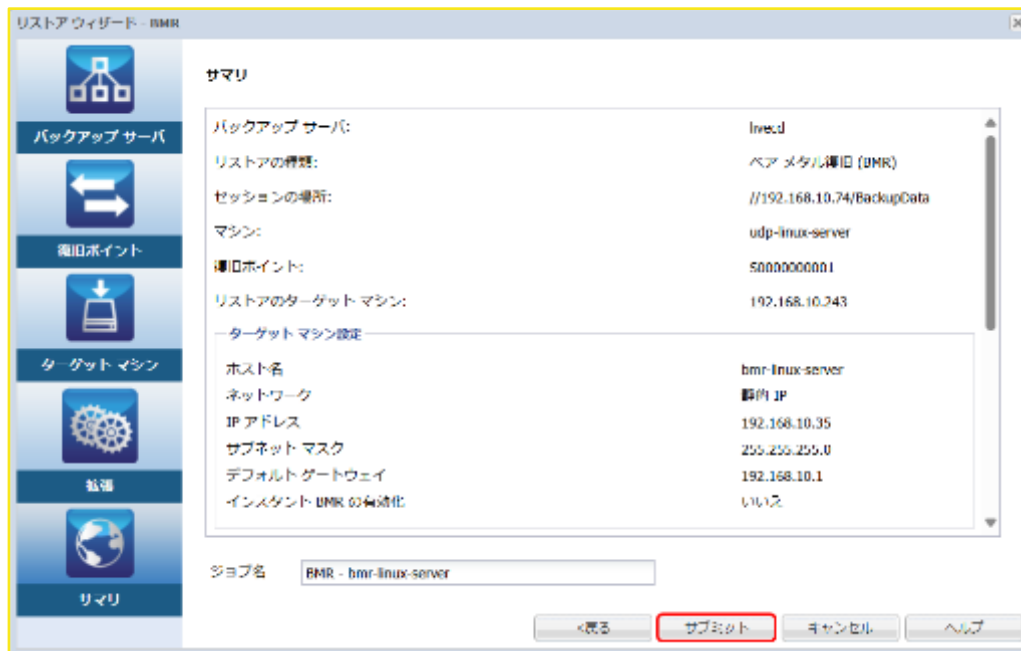 リストア ウィザード - BMR
バックアップ サーバ
復旧ポイント
ターゲット マシン
拡張
サマリ
サマリ
バックアップ サーバ: livecd
リストアの種類: ベア メタル復旧 (BMR)
セッションの場所: //192.168.10.74/BackupData
マシン: udp-linux-server
復旧ポイント: S0000000001
リストアのターゲット マシン: 192.168.10.243
ターゲット マシン設定
ホスト名 bmr-linux-server
ネットワーク 静的 IP
IP アドレス 192.168.10.35
サブネット マスク 255.255.255.0
デフォルト ゲートウェイ 192.168.10.1
インスタント BMR の有効化 いいえ
ジョブ名 BMR - bmr-linux-server
<戻る サブミット キャンセル ヘルプ